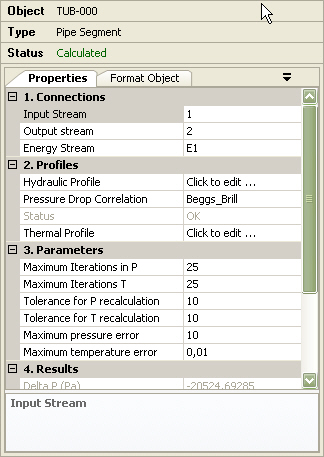 Object TUB-000
Type Pipe Segment
Status Calculated
Properties Format Object
1. Connections
Input Stream 1
Output stream 2
Energy Stream E1
2. Profiles
Hydraulic Profile Click to edit ...
Pressure Drop Correlation Beggs_Brill
Status OK
Thermal Profile Click to edit ...
3. Parameters
Maximum Iterations in P 25
Maximum Iterations T 25
Tolerance for P recalculation 10
Tolerance for T recalculation 10
Maximum pressure error 10
Maximum temperature error 0,01
4. Results
Delta P (Pa) -20524.69285
Input Stream